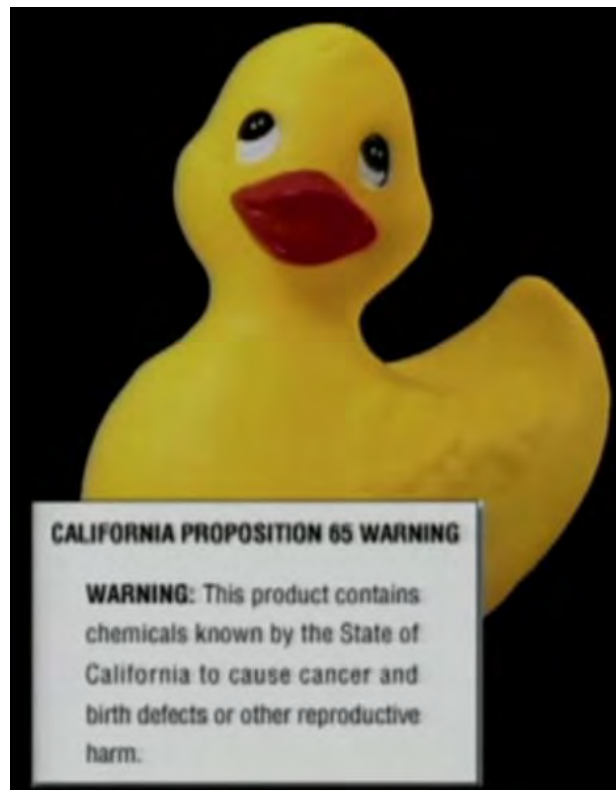 CALIFORNIA PROPOSITION 65 WARNING
WARNING: This product contains
chemicals known by the State of
California to cause cancer and
birth defects or other reproductive
harm.